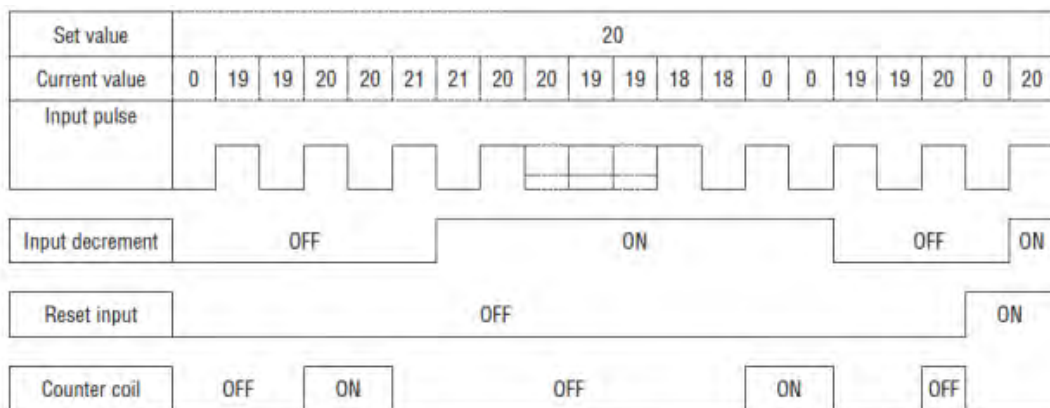 Set value 20
Current value 0 19 19 20 20 21 21 20 20 19 19 18 18 0 0 19 19 20 0 20
Input pulse
Input decrement OFF ON OFF ON
Reset input OFF ON
Counter coil OFF ON OFF ON OFF